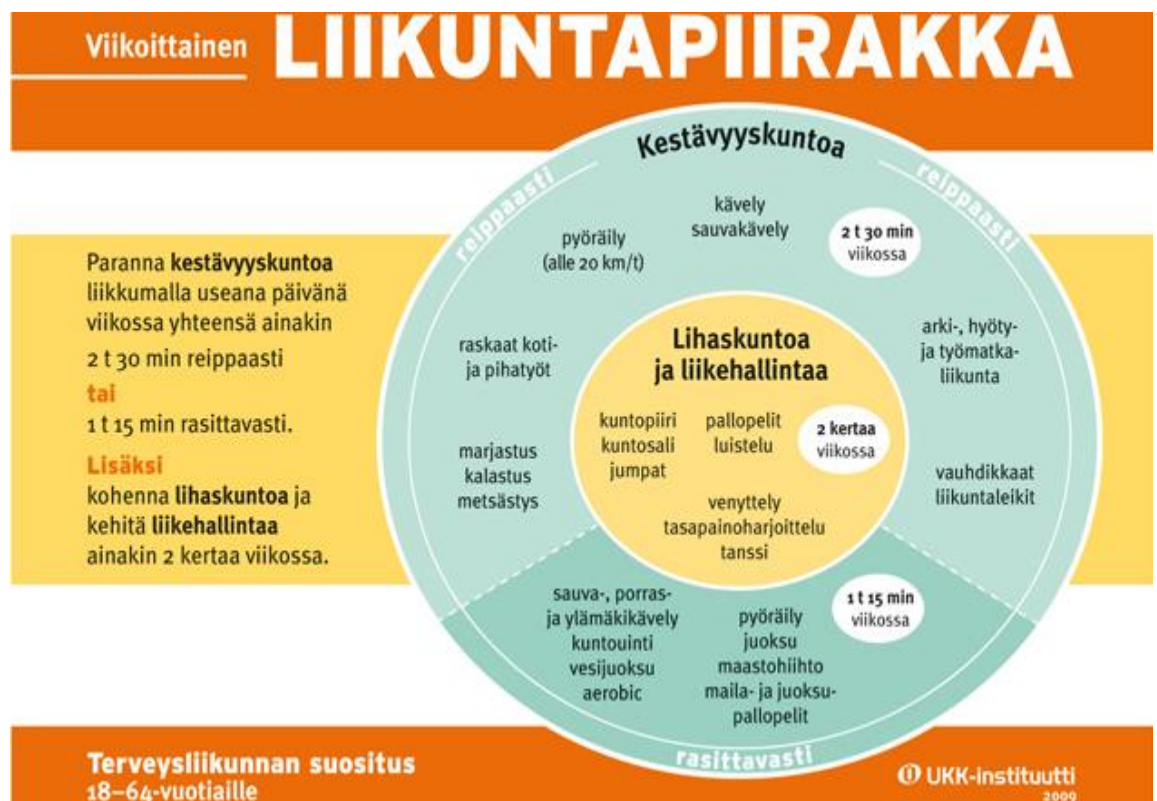 Viikoittainen LIIKUNTAPIIRAKKA
Paranna kestävyyskuntoa
liikkumalla useana päivänä
viikossa yhteensä ainakin
2 t 30 min reippaasti
tai
1 t 15 min rasittavasti.
Lisäksi
kohenna lihaskuntoa ja
kehitä liikehallintaa
ainakin 2 kertaa viikossa.
Kestävyyskuntoa
reippaasti
reippaasti
kävely
sauvakävely
2 t 30 min
viikossa
pyöräily
(alle 20 km/t)
raskaat koti-
ja pihatyöt
arki-, hyöty-
ja työmatka-
liikunta
marjastus
kalastus
metsästys
vauhdikkaat
liikuntaleikit
Lihaskuntoa
ja liikehallintaa
kuntopiiri
kuntosali
jumpat
pallopelit
luistelu
2 kertaa
viikossa
venyttely
tasapainoharjoittelu
tanssi
sauva-, porras-
ja ylämäkikävely
kuntouinti
vesijuoksu
aerobic
pyöräily
juoksu
maastohiihto
maila- ja juoksu-
pallopelit
1 t 15 min
viikossa
rasittavasti
Terveysliikunnan suositus
18–64-vuotiaille
UKK-instituutti
2009